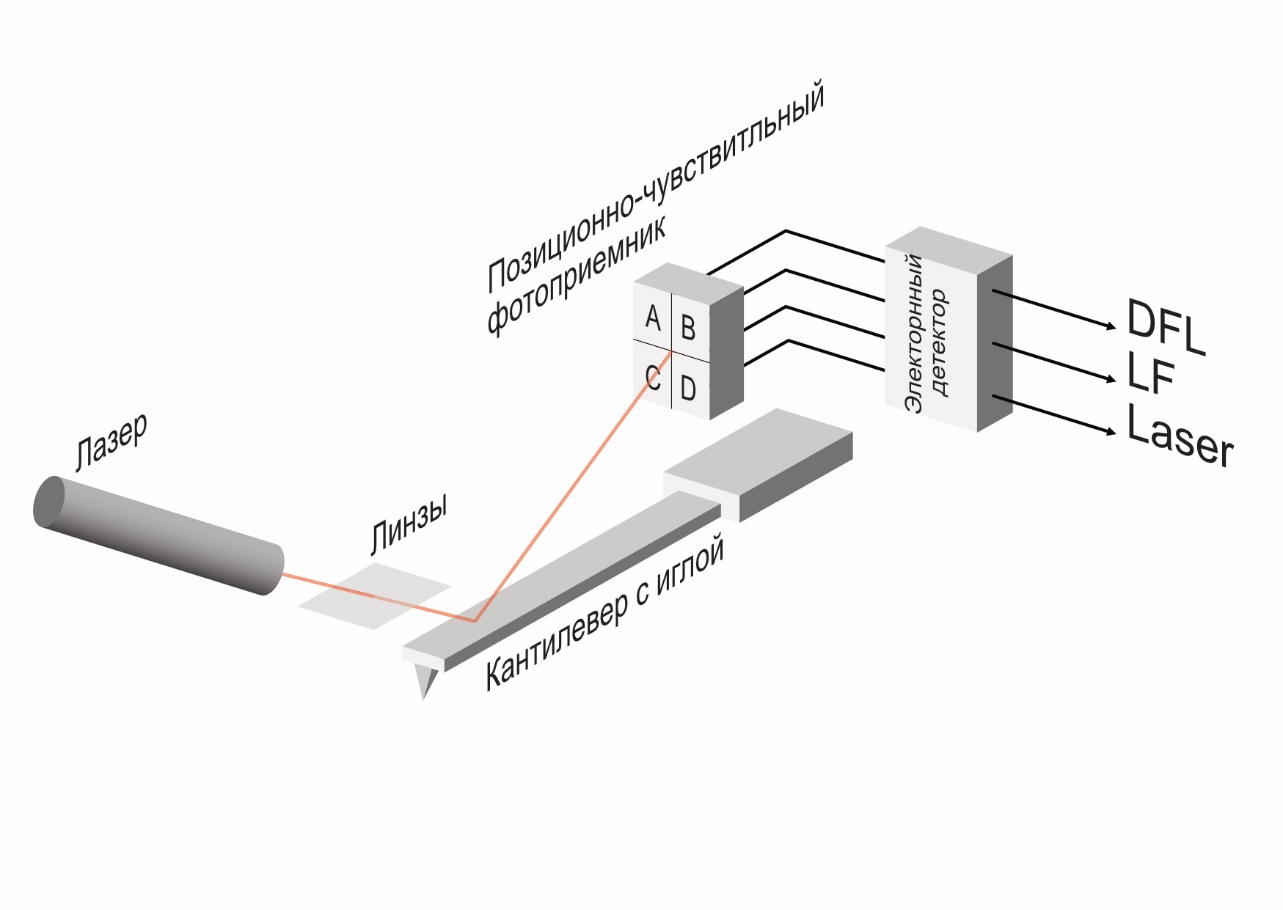 Позиционно-чувствитльный
фотоприемник
A
B
C
D
Электорнный
детектор
DFL
LF
Laser
Лазер
Линзы
Кантилевер с иглой